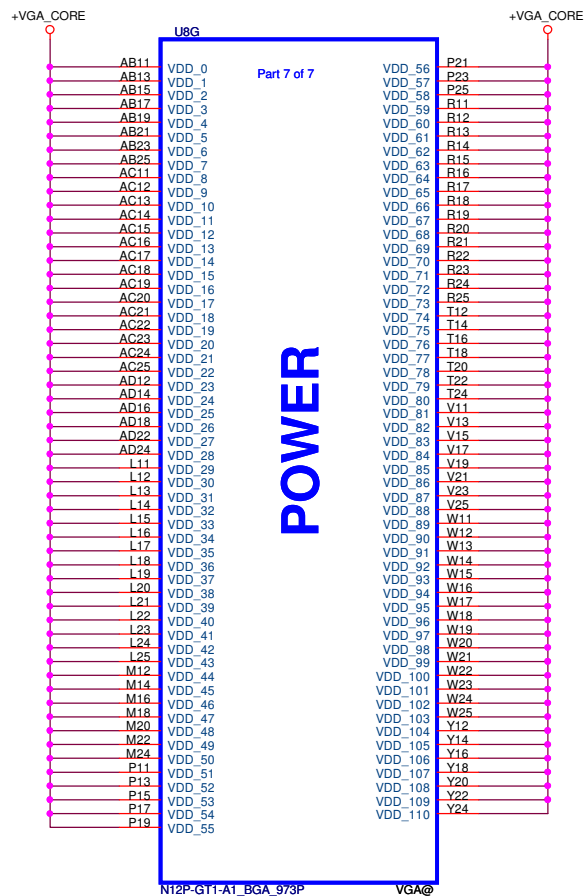 +VGA_CORE +VGA_CORE
U8G
Part 7 of 7
AB11 VDD_0 VDD_56 P21
AB13 VDD_1 VDD_57 P23
AB15 VDD_2 VDD_58 P25
AB17 VDD_3 VDD_59 R11
AB19 VDD_4 VDD_60 R12
AB21 VDD_5 VDD_61 R13
AB23 VDD_6 VDD_62 R14
AB25 VDD_7 VDD_63 R15
AC11 VDD_8 VDD_64 R16
AC12 VDD_9 VDD_65 R17
AC13 VDD_10 VDD_66 R18
AC14 VDD_11 VDD_67 R19
AC15 VDD_12 VDD_68 R20
AC16 VDD_13 VDD_69 R21
AC17 VDD_14 VDD_70 R22
AC18 VDD_15 VDD_71 R23
AC19 VDD_16 VDD_72 R24
AC20 VDD_17 VDD_73 R25
AC21 VDD_18 VDD_74 T12
AC22 VDD_19 VDD_75 T14
AC23 VDD_20 VDD_76 T16
AC24 VDD_21 VDD_77 T18
AC25 VDD_22 VDD_78 T20
AD12 VDD_23 VDD_79 T22
AD14 VDD_24 VDD_80 T24
AD16 VDD_25 VDD_81 V11
AD18 VDD_26 VDD_82 V13
AD22 VDD_27 VDD_83 V15
AD24 VDD_28 VDD_84 V17
L11 VDD_29 VDD_85 V19
L12 VDD_30 VDD_86 V21
L13 VDD_31 VDD_87 V23
L14 VDD_32 VDD_88 V25
L15 VDD_33 VDD_89 W11
L16 VDD_34 VDD_90 W12
L17 VDD_35 VDD_91 W13
L18 VDD_36 VDD_92 W14
L19 VDD_37 VDD_93 W15
L20 VDD_38 VDD_94 W16
L21 VDD_39 VDD_95 W17
L22 VDD_40 VDD_96 W18
L23 VDD_41 VDD_97 W19
L24 VDD_42 VDD_98 W20
L25 VDD_43 VDD_99 W21
M12 VDD_44 VDD_100 W22
M14 VDD_45 VDD_101 W23
M16 VDD_46 VDD_102 W24
M18 VDD_47 VDD_103 W25
M20 VDD_48 VDD_104 Y12
M22 VDD_49 VDD_105 Y14
M24 VDD_50 VDD_106 Y16
P11 VDD_51 VDD_107 Y18
P13 VDD_52 VDD_108 Y20
P15 VDD_53 VDD_109 Y22
P17 VDD_54 VDD_110 Y24
P19 VDD_55
POWER
N12P-GT1-A1_BGA_973P VGA@